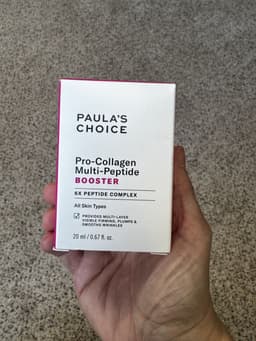 PAULA'S
CHOICE
Pro-Collagen
Multi-Peptide
BOOSTER
6X PEPTIDE COMPLEX
All Skin Types
PROVIDES MULTI-LAYER
VISIBLE FIRMING, PLUMPS &
SMOOTHS WRINKLES
20 ml / 0.67 fl. oz.